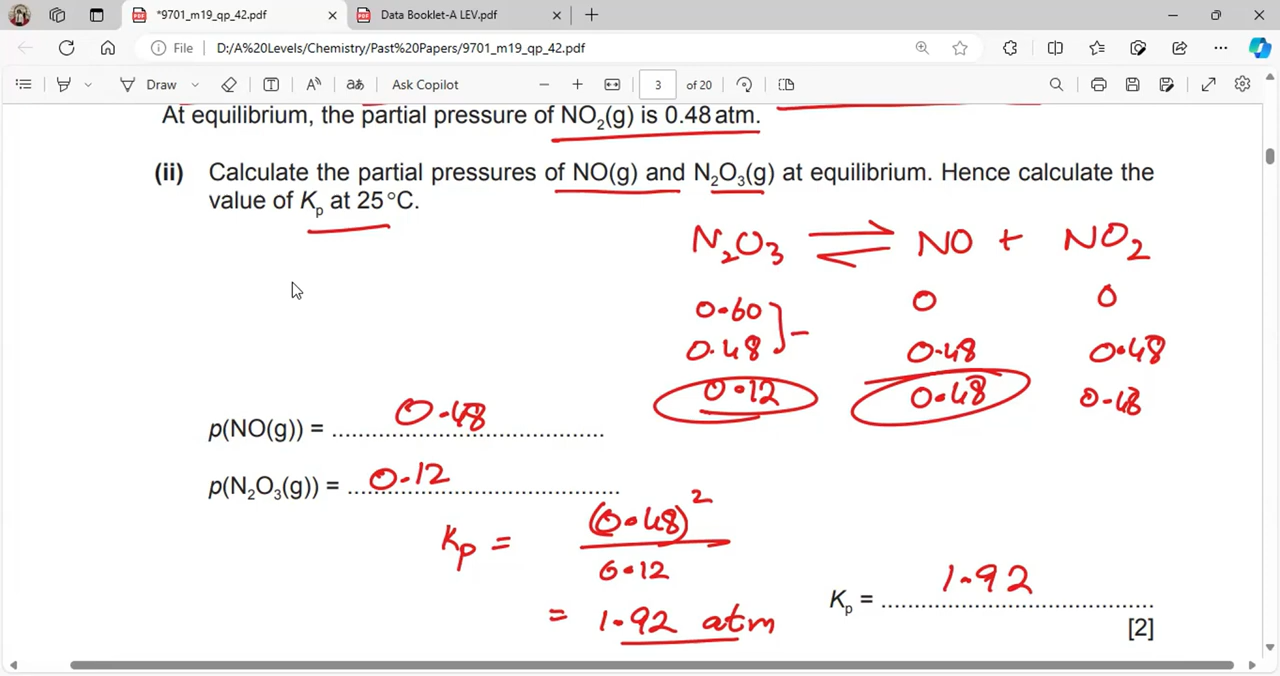 *9701_m19_qp_42.pdf
Data Booklet-A LEV.pdf
File D:/A%20Levels/Chemistry/Past%20Papers/9701_m19_qp_42.pdf
Draw aあ Ask Copilot 3 of 20
At equilibrium, the partial pressure of NO₂(g) is 0.48 atm.
(ii) Calculate the partial pressures of NO(g) and N₂O₃(g) at equilibrium. Hence calculate the
value of Kₚ at 25 °C.
N₂O₃ ⇌ NO + NO₂
0.60 0 0
0.48 } – 0.48 0.48
0.12 0.48 0.48
p(NO(g)) = 0.48
p(N₂O₃(g)) = 0.12
Kp = (0.48)² / 0.12
= 1.92 atm
Kₚ = 1.92
[2]